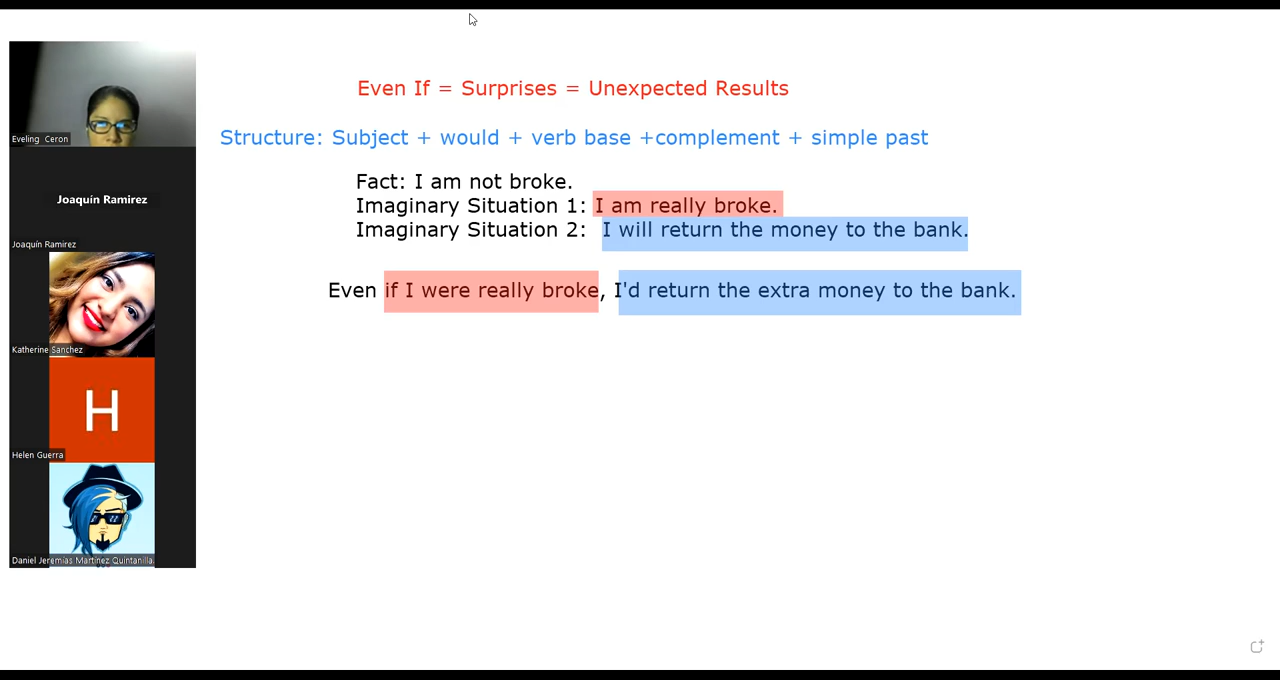 Even If = Surprises = Unexpected Results
Structure: Subject + would + verb base +complement + simple past
Fact: I am not broke.
Imaginary Situation 1: I am really broke.
Imaginary Situation 2: I will return the money to the bank.
Even if I were really broke, I'd return the extra money to the bank.
Eveling Ceron
Joaquín Ramirez
Joaquín Ramirez
Katherine Sanchez
H
Helen Guerra
Daniel Jeremías Martínez Quintanilla